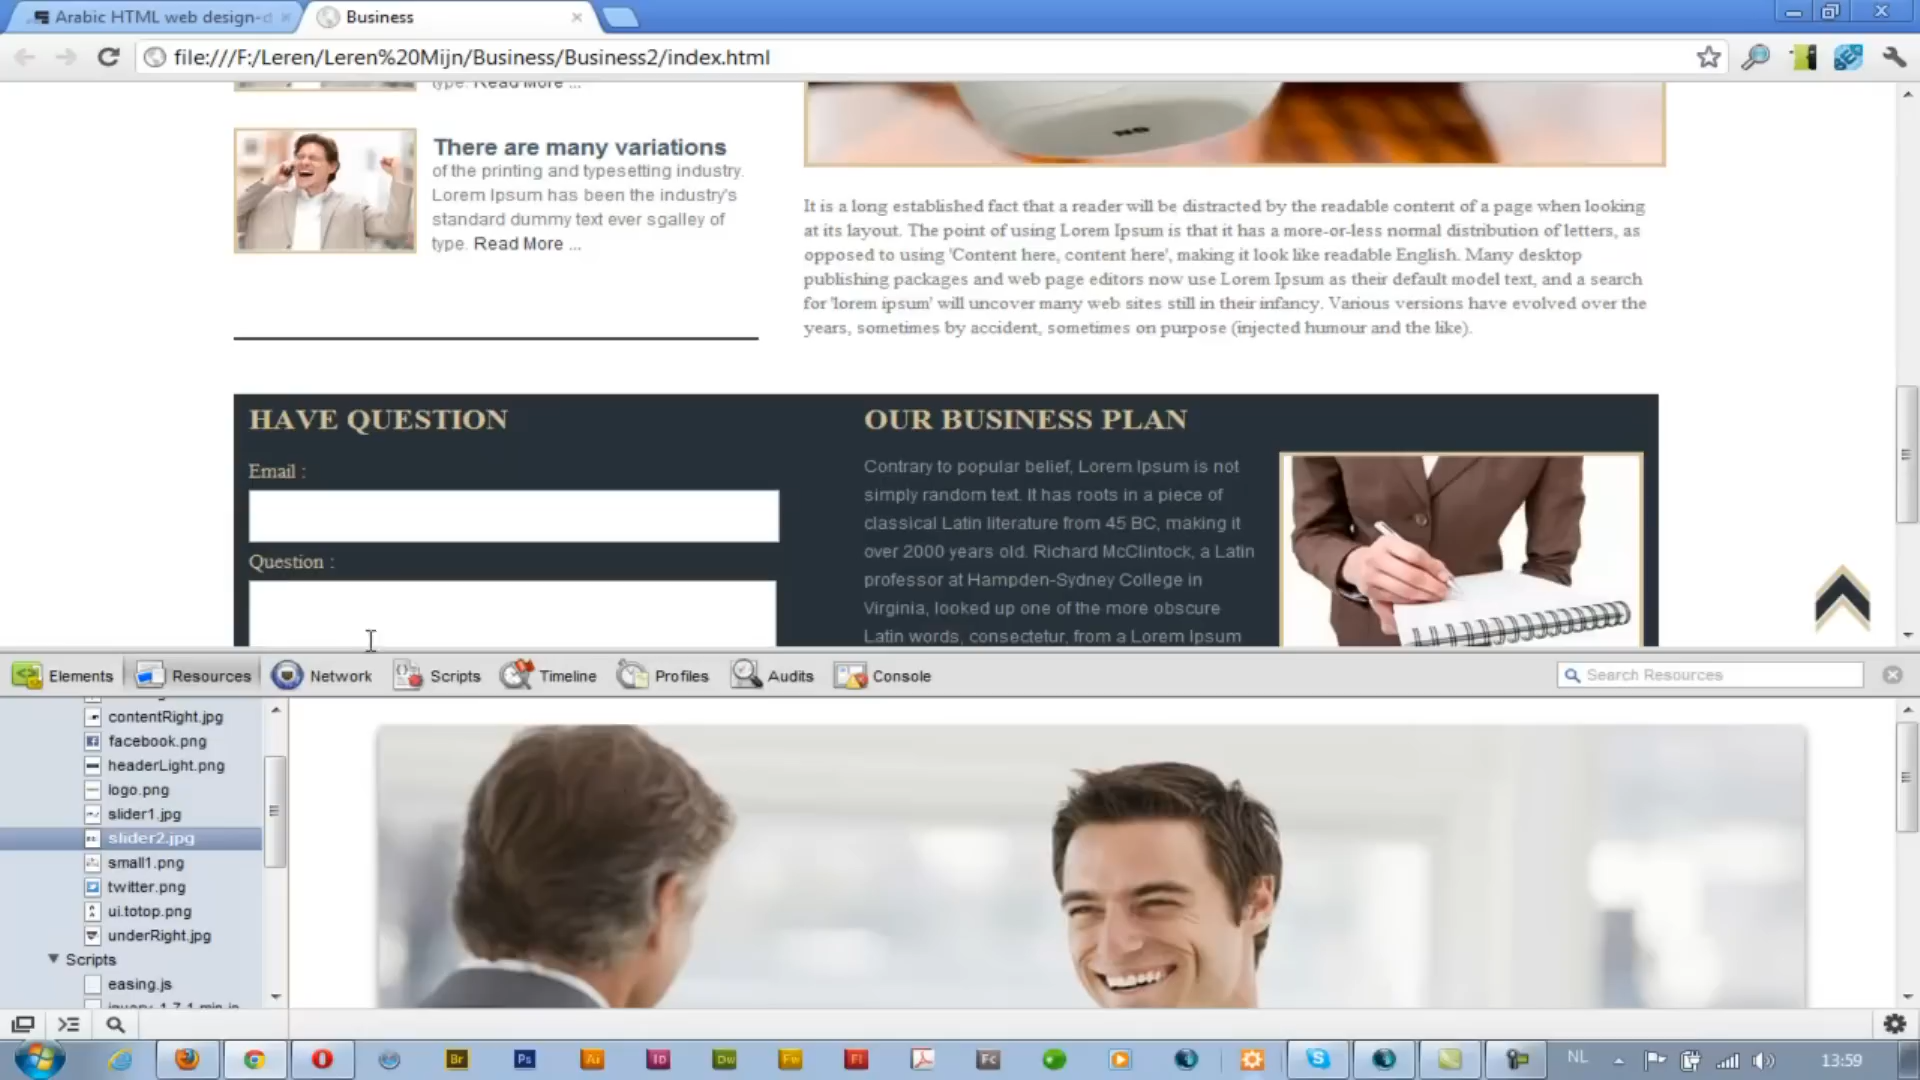 Arabic HTML web design-d
Business
file:///F:/Leren/Leren%20Mijn/Business/Business2/index.html
type. Read More ...
There are many variations
of the printing and typesetting industry.
Lorem Ipsum has been the industry's
standard dummy text ever sgalley of
type. Read More ...
It is a long established fact that a reader will be distracted by the readable content of a page when looking
at its layout. The point of using Lorem Ipsum is that it has a more-or-less normal distribution of letters, as
opposed to using 'Content here, content here', making it look like readable English. Many desktop
publishing packages and web page editors now use Lorem Ipsum as their default model text, and a search
for 'lorem ipsum' will uncover many web sites still in their infancy. Various versions have evolved over the
years, sometimes by accident, sometimes on purpose (injected humour and the like).
HAVE QUESTION
Email :
Question :
OUR BUSINESS PLAN
Contrary to popular belief, Lorem Ipsum is not
simply random text. It has roots in a piece of
classical Latin literature from 45 BC, making it
over 2000 years old. Richard McClintock, a Latin
professor at Hampden-Sydney College in
Virginia, looked up one of the more obscure
Latin words, consectetur, from a Lorem Ipsum
Elements
Resources
Network
Scripts
Timeline
Profiles
Audits
Console
Search Resources
contentRight.jpg
facebook.png
headerLight.png
logo.png
slider1.jpg
slider2.jpg
small1.png
twitter.png
ui.totop.png
underRight.jpg
Scripts
easing.js
Br
Ps
Ai
Id
Dw
Fw
Fl
Fc
NL
13:59